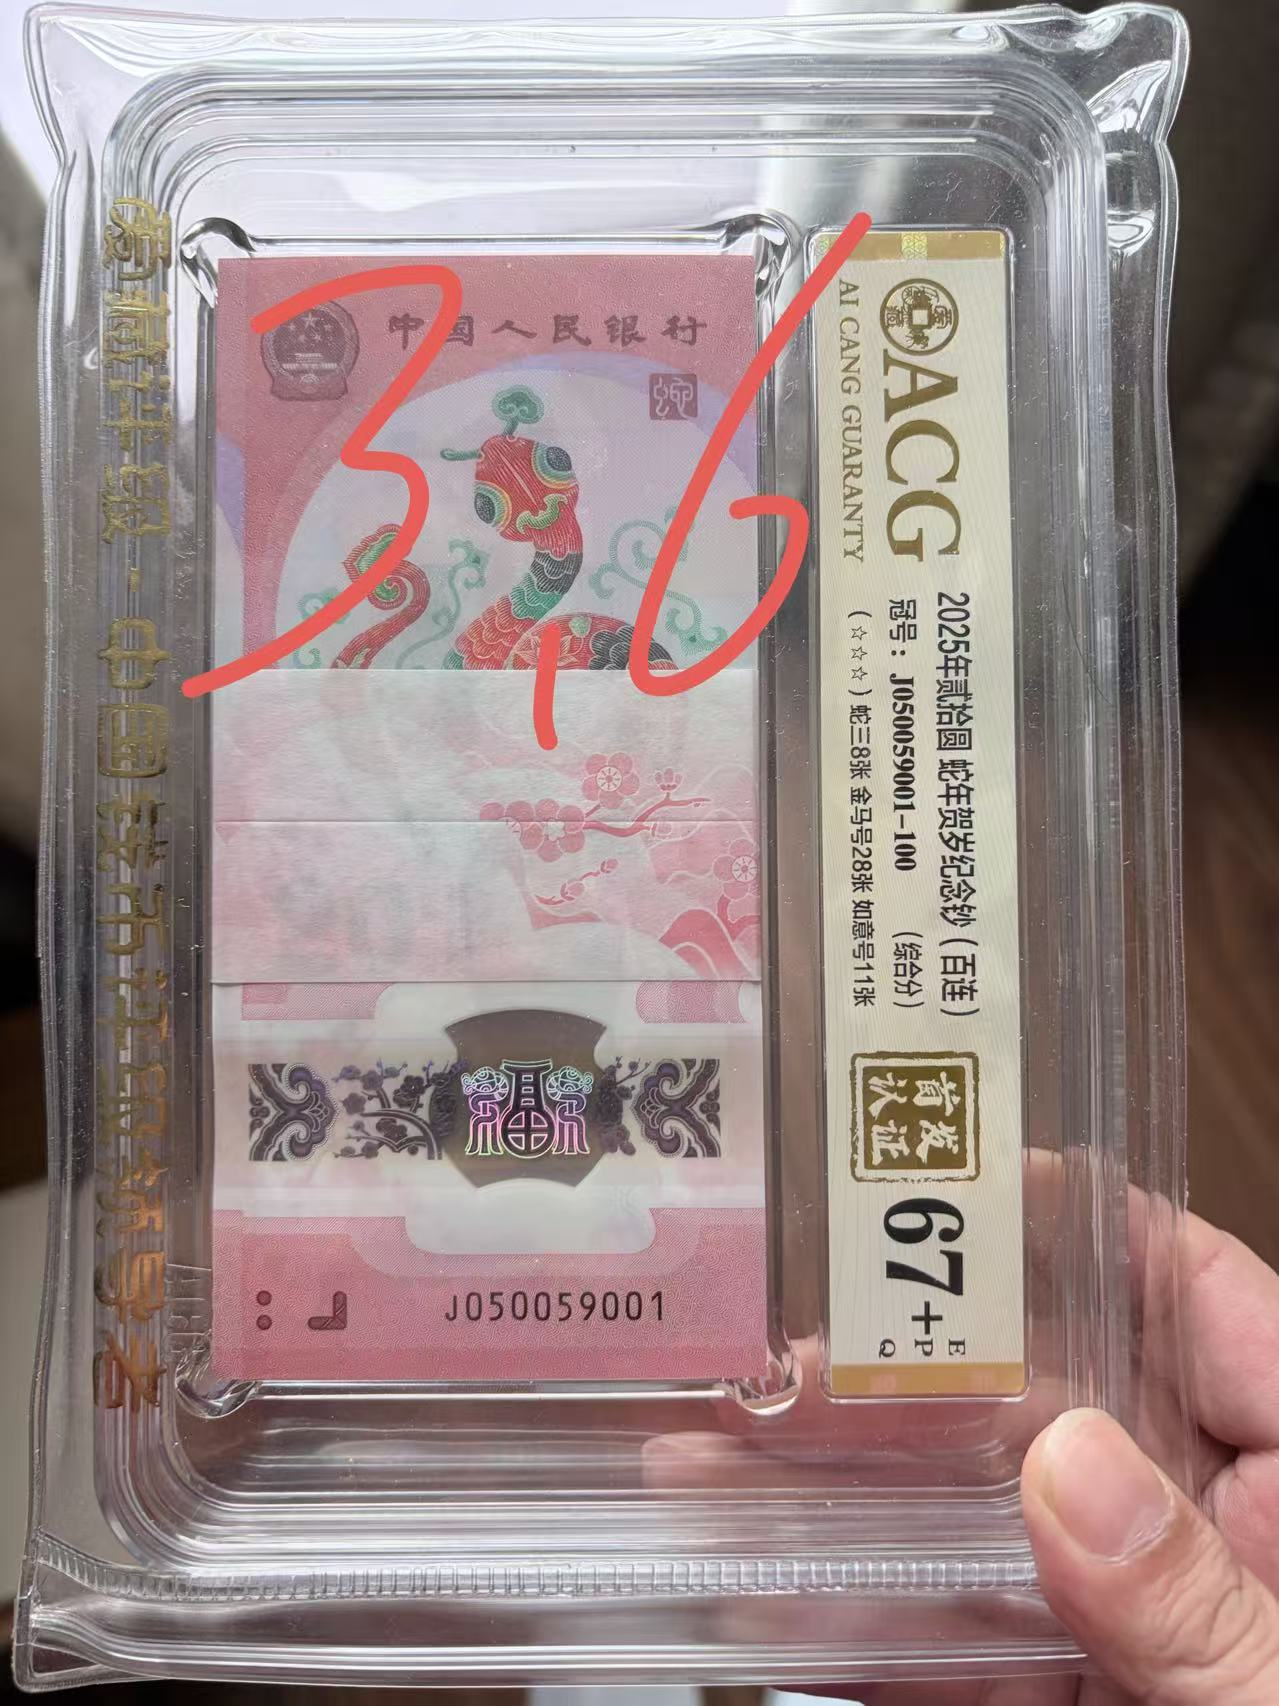 中国人民银行
蛇
3.6
福
J050059001
ACG
AI CANG GUARANTY
2025年贰拾圆 蛇年贺岁纪念钞（百连）
冠号：J050059001-100 （综合分）
（☆☆☆）蛇三8张 金马号28张 如意号11张
首发认证
67+
EPQ
爱藏评级-中国钱币评级领导者